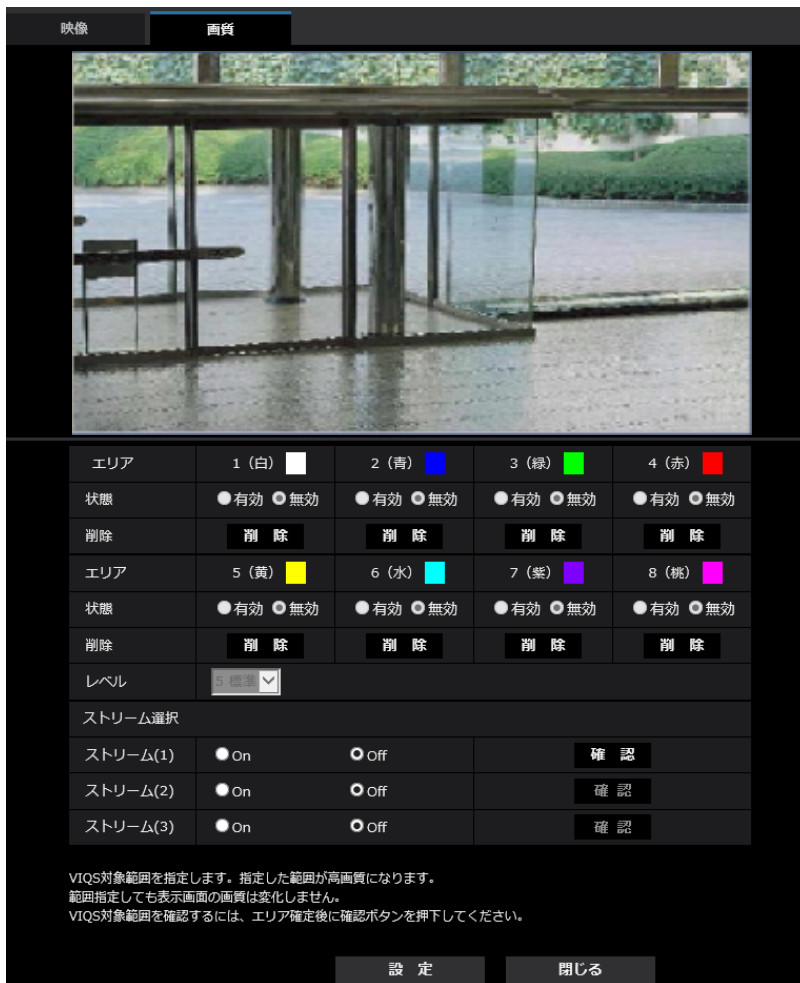 映像 画質
エリア 1（白） 2（青） 3（緑） 4（赤）
状態 有効 無効 有効 無効 有効 無効 有効 無効
削除 削 除 削 除 削 除 削 除
エリア 5（黄） 6（水） 7（紫） 8（桃）
状態 有効 無効 有効 無効 有効 無効 有効 無効
削除 削 除 削 除 削 除 削 除
レベル 5 標準
ストリーム選択
ストリーム(1) On Off 確 認
ストリーム(2) On Off 確 認
ストリーム(3) On Off 確 認
VIQS対象範囲を指定します。指定した範囲が高画質になります。
範囲指定しても表示画面の画質は変化しません。
VIQS対象範囲を確認するには、エリア確定後に確認ボタンを押下してください。
設 定 閉じる